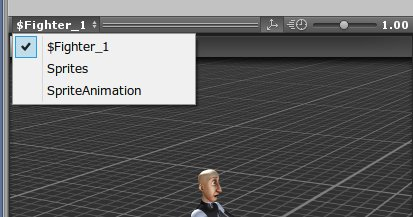 $Fighter_1 1.00
$Fighter_1
Sprites
SpriteAnimation